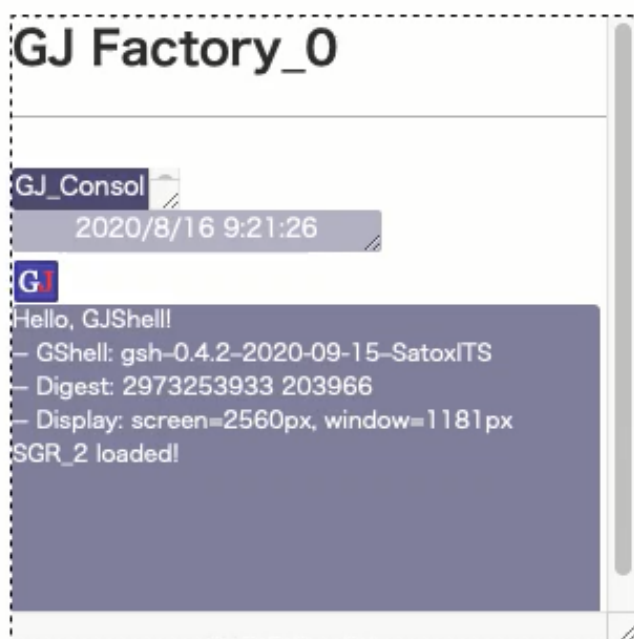 GJ Factory_0
GJ_Consol
2020/8/16 9:21:26
GJ
Hello, GJShell!
– GShell: gsh–0.4.2–2020–09–15–SatoxITS
– Digest: 2973253933 203966
– Display: screen=2560px, window=1181px
SGR_2 loaded!